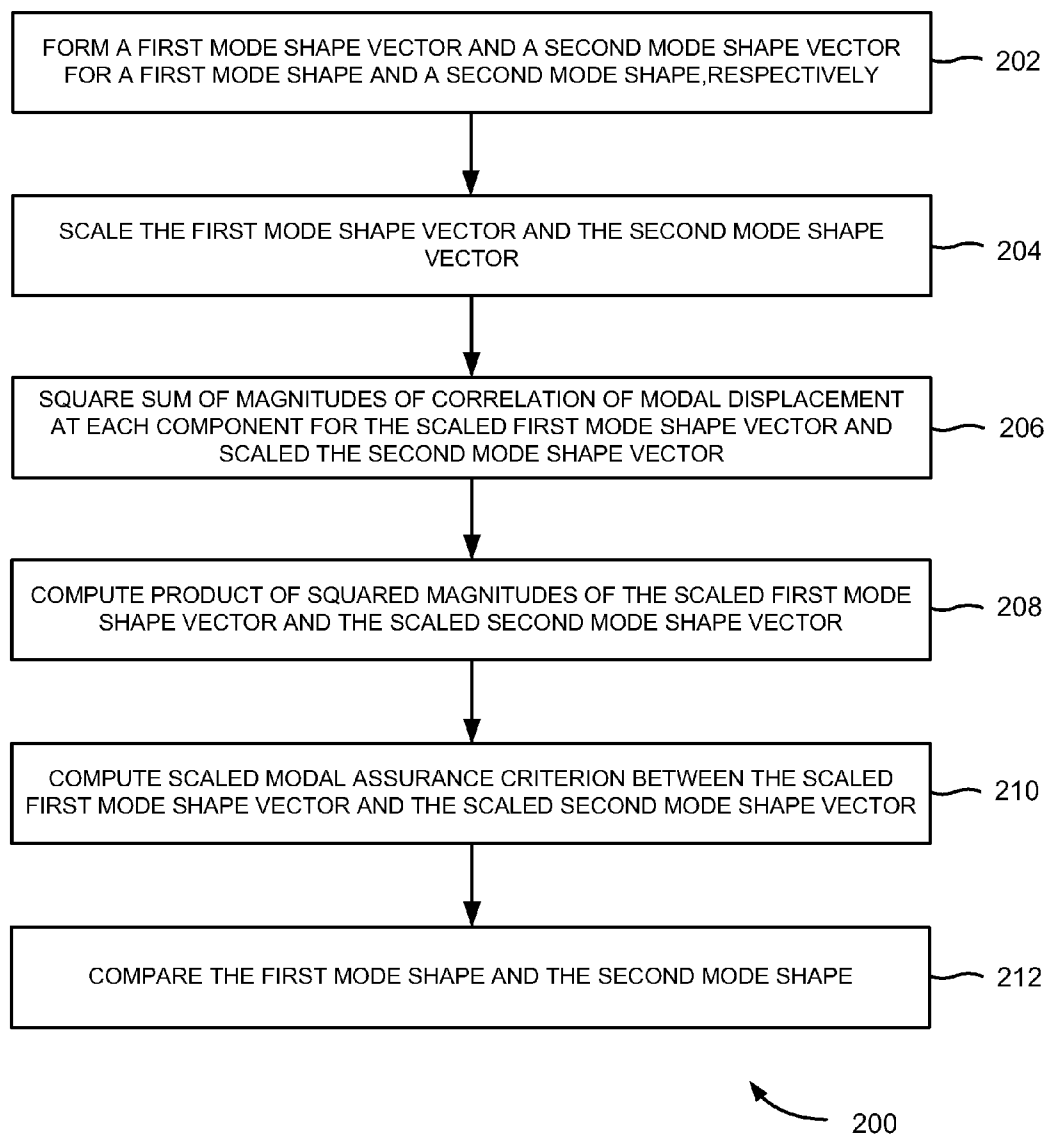 FORM A FIRST MODE SHAPE VECTOR AND A SECOND MODE SHAPE VECTOR
FOR A FIRST MODE SHAPE AND A SECOND MODE SHAPE,RESPECTIVELY
202
SCALE THE FIRST MODE SHAPE VECTOR AND THE SECOND MODE SHAPE
VECTOR
204
SQUARE SUM OF MAGNITUDES OF CORRELATION OF MODAL DISPLACEMENT
AT EACH COMPONENT FOR THE SCALED FIRST MODE SHAPE VECTOR AND
SCALED THE SECOND MODE SHAPE VECTOR
206
COMPUTE PRODUCT OF SQUARED MAGNITUDES OF THE SCALED FIRST MODE
SHAPE VECTOR AND THE SCALED SECOND MODE SHAPE VECTOR
208
COMPUTE SCALED MODAL ASSURANCE CRITERION BETWEEN THE SCALED
FIRST MODE SHAPE VECTOR AND THE SCALED SECOND MODE SHAPE VECTOR
210
COMPARE THE FIRST MODE SHAPE AND THE SECOND MODE SHAPE
212
200